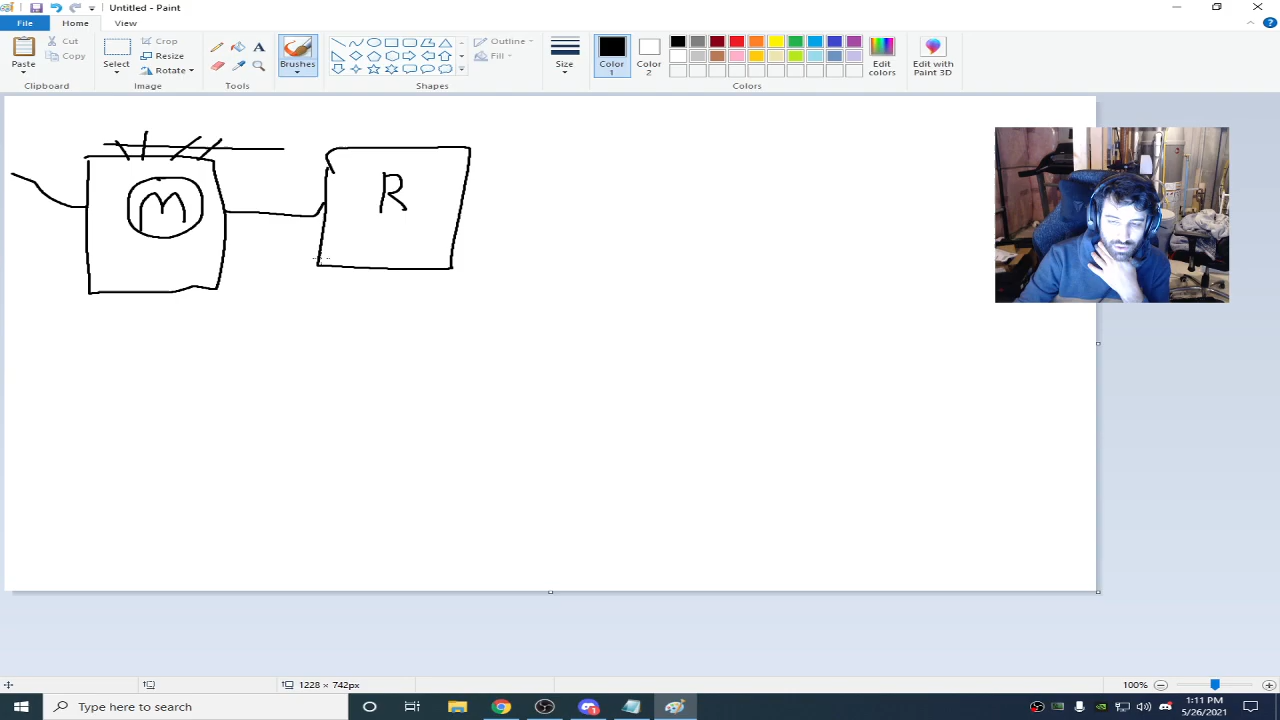 Untitled - Paint
File Home View
Paste Cut Copy Clipboard
Select Crop Resize Rotate Image
Tools
Brushes
Shapes Outline Fill
Size
Color 1 Color 2
Edit colors
Edit with Paint 3D
Colors
M R
1228 × 742px 100%
Type here to search
1:11 PM
5/26/2021